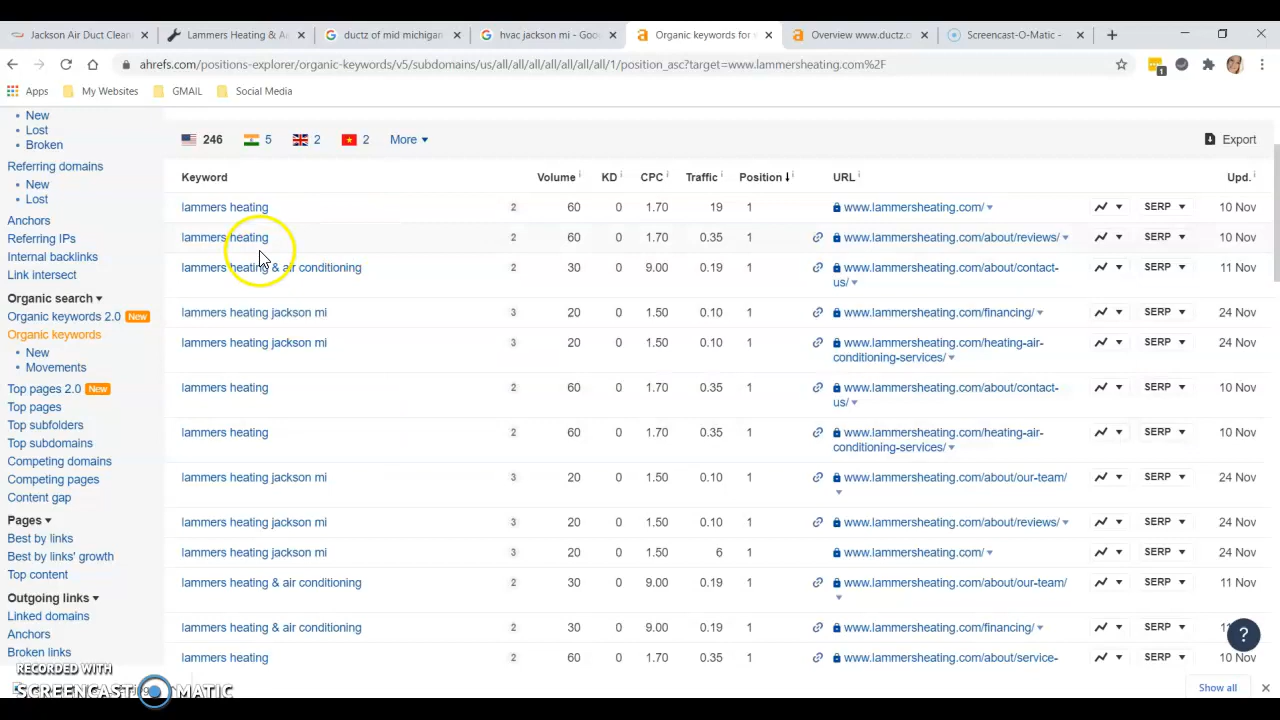 Jackson Air Duct Clean
Lammers Heating & Ai
ductz of mid michigan
hvac jackson mi - Goo
Organic keywords for
Overview www.ductz.c
Screencast-O-Matic -
ahrefs.com/positions-explorer/organic-keywords/v5/subdomains/us/all/all/all/all/all/all/all/1/position_asc?target=www.lammersheating.com%2F
1
Apps My Websites GMAIL Social Media
New
Lost
Broken
Referring domains
New
Lost
Anchors
Referring IPs
Internal backlinks
Link intersect
Organic search
Organic keywords 2.0 New
Organic keywords
New
Movements
Top pages 2.0 New
Top pages
Top subfolders
Top subdomains
Competing domains
Competing pages
Content gap
Pages
Best by links
Best by links' growth
Top content
Outgoing links
Linked domains
Anchors
Broken links
246 5 2 2 More Export
Keyword Volume KD CPC Traffic Position URL Upd.
lammers heating 2 60 0 1.70 19 1 www.lammersheating.com/ SERP 10 Nov
lammers heating 2 60 0 1.70 0.35 1 www.lammersheating.com/about/reviews/ SERP 10 Nov
lammers heating & air conditioning 2 30 0 9.00 0.19 1 www.lammersheating.com/about/contact- SERP 11 Nov
us/
lammers heating jackson mi 3 20 0 1.50 0.10 1 www.lammersheating.com/financing/ SERP 24 Nov
lammers heating jackson mi 3 20 0 1.50 0.10 1 www.lammersheating.com/heating-air- SERP 24 Nov
conditioning-services/
lammers heating 2 60 0 1.70 0.35 1 www.lammersheating.com/about/contact- SERP 10 Nov
us/
lammers heating 2 60 0 1.70 0.35 1 www.lammersheating.com/heating-air- SERP 10 Nov
conditioning-services/
lammers heating jackson mi 3 20 0 1.50 0.10 1 www.lammersheating.com/about/our-team/ SERP 24 Nov
lammers heating jackson mi 3 20 0 1.50 0.10 1 www.lammersheating.com/about/reviews/ SERP 24 Nov
lammers heating jackson mi 3 20 0 1.50 6 1 www.lammersheating.com/ SERP 24 Nov
lammers heating & air conditioning 2 30 0 9.00 0.19 1 www.lammersheating.com/about/our-team/ SERP 11 Nov
lammers heating & air conditioning 2 30 0 9.00 0.19 1 www.lammersheating.com/financing/ SERP
lammers heating 2 60 0 1.70 0.35 1 www.lammersheating.com/about/service- SERP 10 Nov
?
RECORDED WITH
SCREENCAST-O-MATIC
Show all